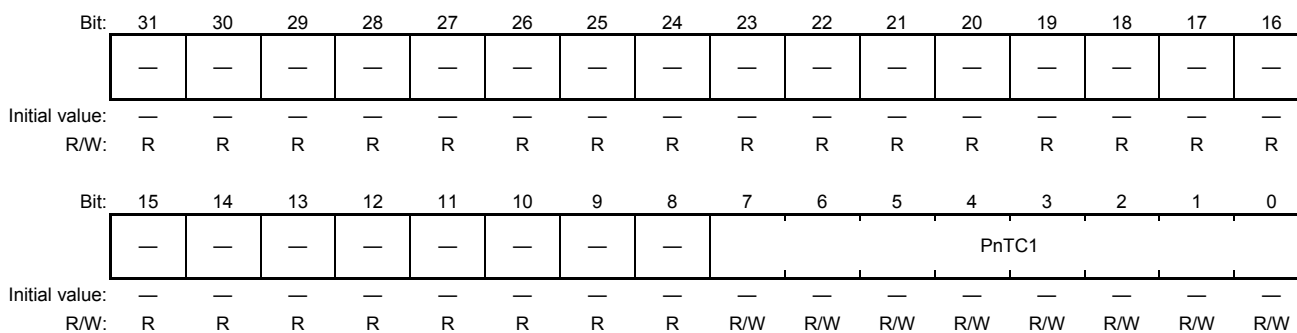 Bit: 31 30 29 28 27 26 25 24 23 22 21 20 19 18 17 16
— — — — — — — — — — — — — — — —
Initial value: — — — — — — — — — — — — — — — —
R/W: R R R R R R R R R R R R R R R R
Bit: 15 14 13 12 11 10 9 8 7 6 5 4 3 2 1 0
— — — — — — — — PnTC1
Initial value: — — — — — — — — — — — — — — — —
R/W: R R R R R R R R R/W R/W R/W R/W R/W R/W R/W R/W